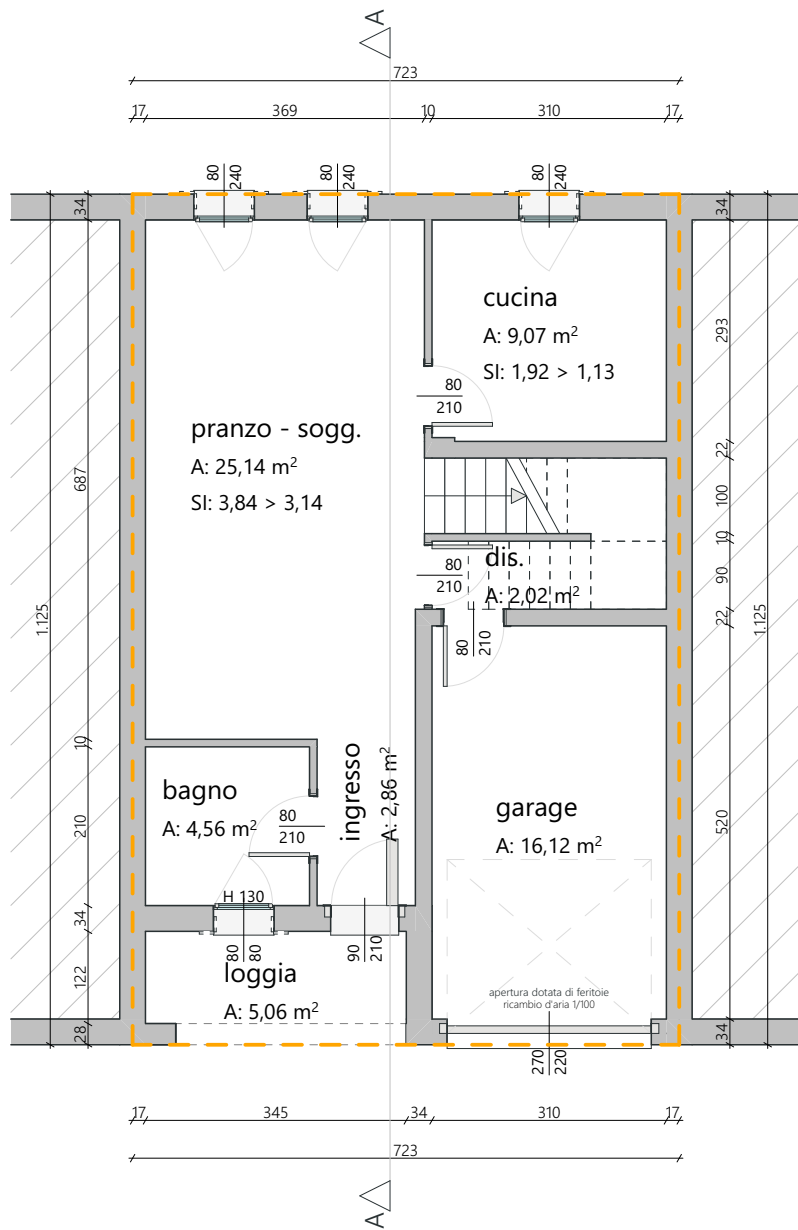 A
723
17
369
10
310
17
80
240
80
240
80
240
34
34
cucina
A: 9,07 m²
SI: 1,92 > 1,13
293
80
210
pranzo - sogg.
A: 25,14 m²
SI: 3,84 > 3,14
687
22
100
10
80
210
dis.
A: 2,02 m²
90
22
1.125
1.125
80
210
10
bagno
A: 4,56 m²
80
210
ingresso
A: 2,86 m²
garage
A: 16,12 m²
210
520
H 130
34
80
80
90
210
loggia
A: 5,06 m²
122
apertura dotata di feritoie
ricambio d'aria 1/100
28
34
270
220
17
345
34
310
17
723
A